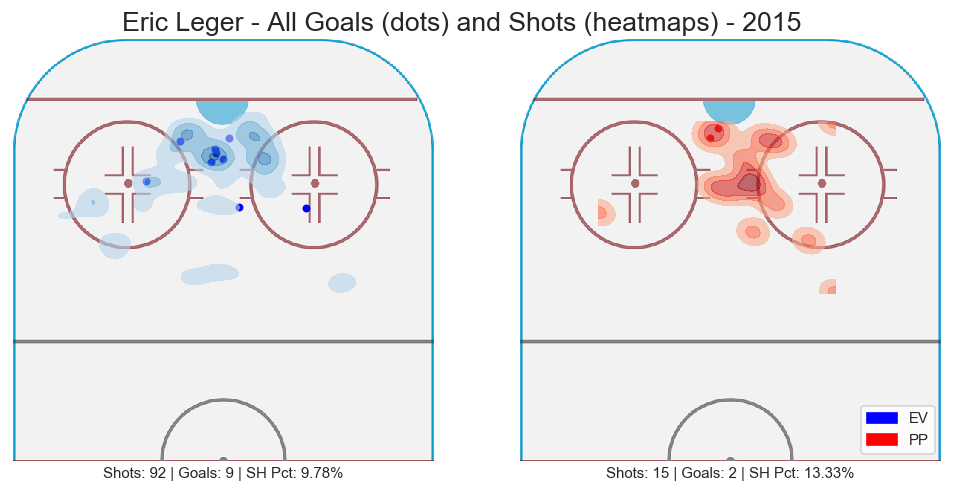 Eric Leger - All Goals (dots) and Shots (heatmaps) - 2015
EV
PP
Shots: 92 | Goals: 9 | SH Pct: 9.78%
Shots: 15 | Goals: 2 | SH Pct: 13.33%